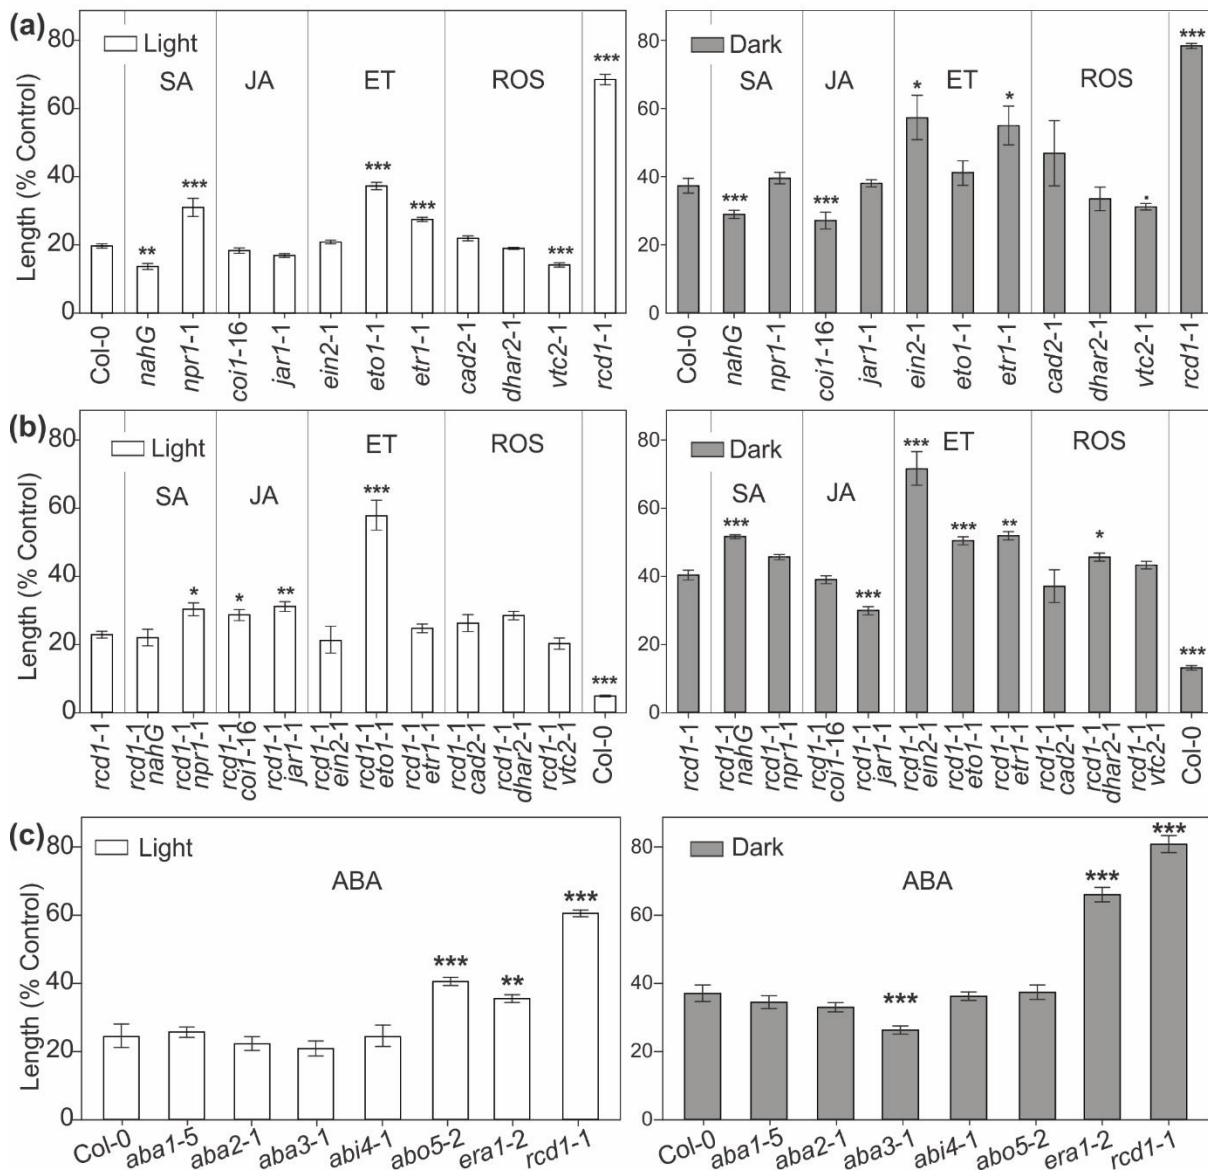 (a)
Light
SA JA ET ROS
***
**
***
***
***
***
Length (% Control)
80
60
40
20
0
Col-0
nahG
npr1-1
coi1-16
jar1-1
ein2-1
eto1-1
etr1-1
cad2-1
dhar2-1
vtc2-1
rcd1-1
Dark
SA JA ET ROS
***
***
***
*
*
.
80
60
40
20
0
Col-0
nahG
npr1-1
coi1-16
jar1-1
ein2-1
eto1-1
etr1-1
cad2-1
dhar2-1
vtc2-1
rcd1-1
(b)
Light
SA JA ET ROS
*
*
**
***
***
Length (% Control)
80
60
40
20
0
rcd1-1
rcd1-1
nahG
rcd1-1
npr1-1
rcd1-1
coi1-16
rcd1-1
jar1-1
rcd1-1
ein2-1
rcd1-1
eto1-1
rcd1-1
etr1-1
rcd1-1
cad2-1
rcd1-1
dhar2-1
rcd1-1
vtc2-1
Col-0
Dark
SA JA ET ROS
***
***
***
***
**
*
***
80
60
40
20
0
rcd1-1
rcd1-1
nahG
rcd1-1
npr1-1
rcd1-1
coi1-16
rcd1-1
jar1-1
rcd1-1
ein2-1
rcd1-1
eto1-1
rcd1-1
etr1-1
rcd1-1
cad2-1
rcd1-1
dhar2-1
rcd1-1
vtc2-1
Col-0
(c)
Light
ABA
***
**
***
Length (% Control)
80
60
40
20
0
Col-0
aba1-5
aba2-1
aba3-1
abi4-1
abo5-2
era1-2
rcd1-1
Dark
ABA
***
***
***
80
60
40
20
0
Col-0
aba1-5
aba2-1
aba3-1
abi4-1
abo5-2
era1-2
rcd1-1